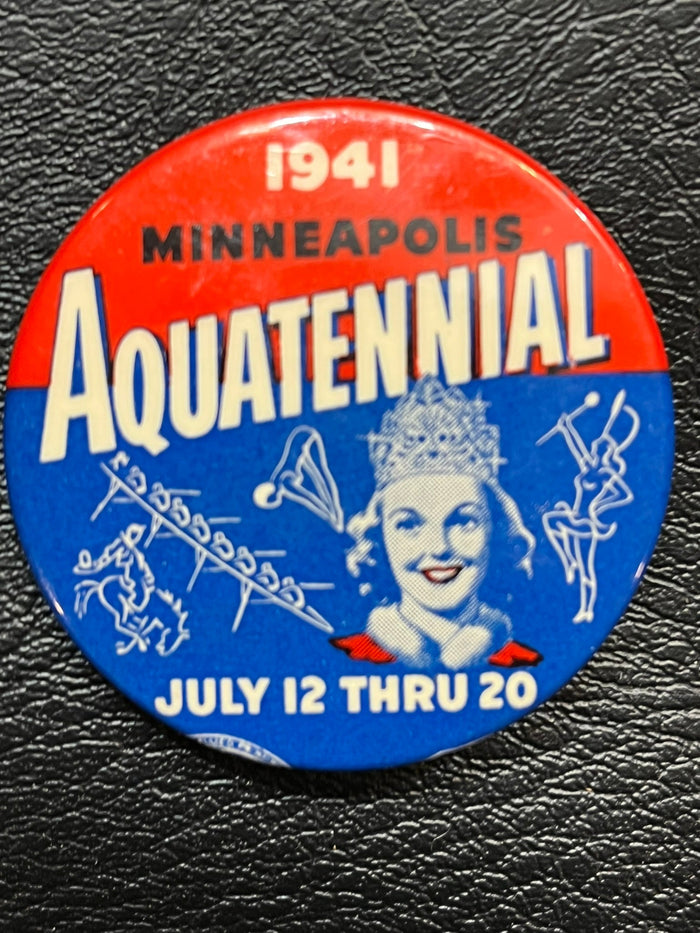 1941
MINNEAPOLIS
AQUATENNIAL
JULY 12 THRU 20